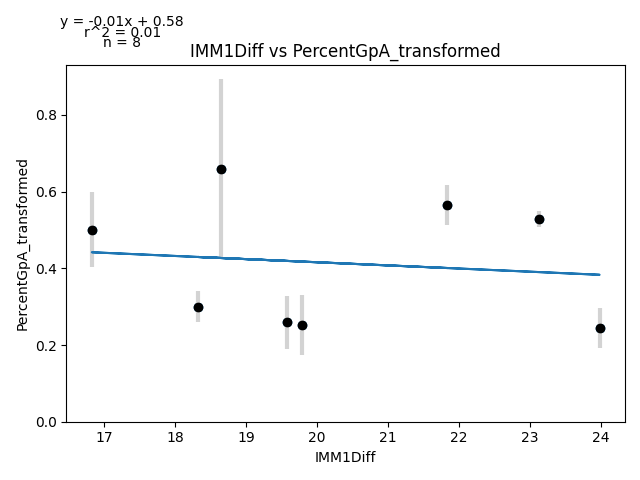 y = -0.01x + 0.58
r^2 = 0.01
n = 8
IMM1Diff vs PercentGpA_transformed
PercentGpA_transformed
0.8
0.6
0.4
0.2
0.0
17 18 19 20 21 22 23 24
IMM1Diff